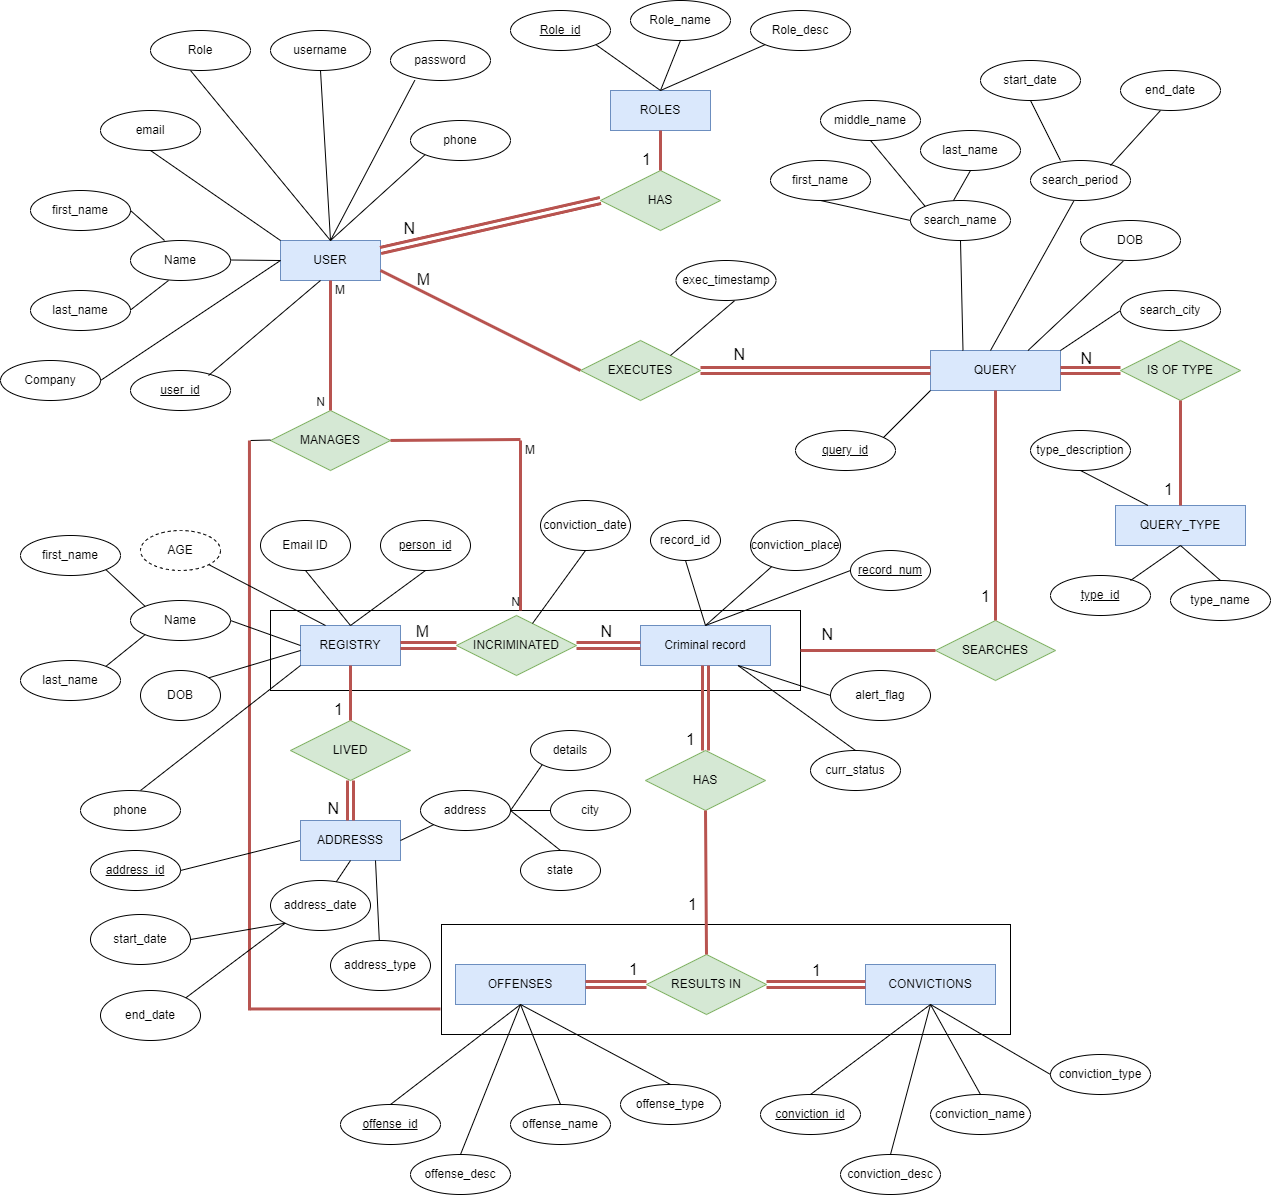 Role_id
Role_name
Role_desc
Role
username
password
start_date
end_date
ROLES
middle_name
email
phone
1
last_name
first_name
search_period
HAS
first_name
search_name
N
DOB
Name
USER
M
M
exec_timestamp
last_name
search_city
N
N
EXECUTES
QUERY
IS OF TYPE
Company
user_id
N
MANAGES
M
query_id
type_description
1
QUERY_TYPE
conviction_date
first_name
AGE
Email ID
person_id
record_id
conviction_place
record_num
type_id
type_name
1
N
Name
M
N
N
REGISTRY
INCRIMINATED
Criminal record
SEARCHES
last_name
DOB
alert_flag
1
1
LIVED
details
HAS
curr_status
phone
N
address
city
ADDRESSS
address_id
state
address_date
1
start_date
address_type
1
1
OFFENSES
RESULTS IN
CONVICTIONS
end_date
conviction_type
offense_type
offense_id
offense_name
conviction_id
conviction_name
offense_desc
conviction_desc